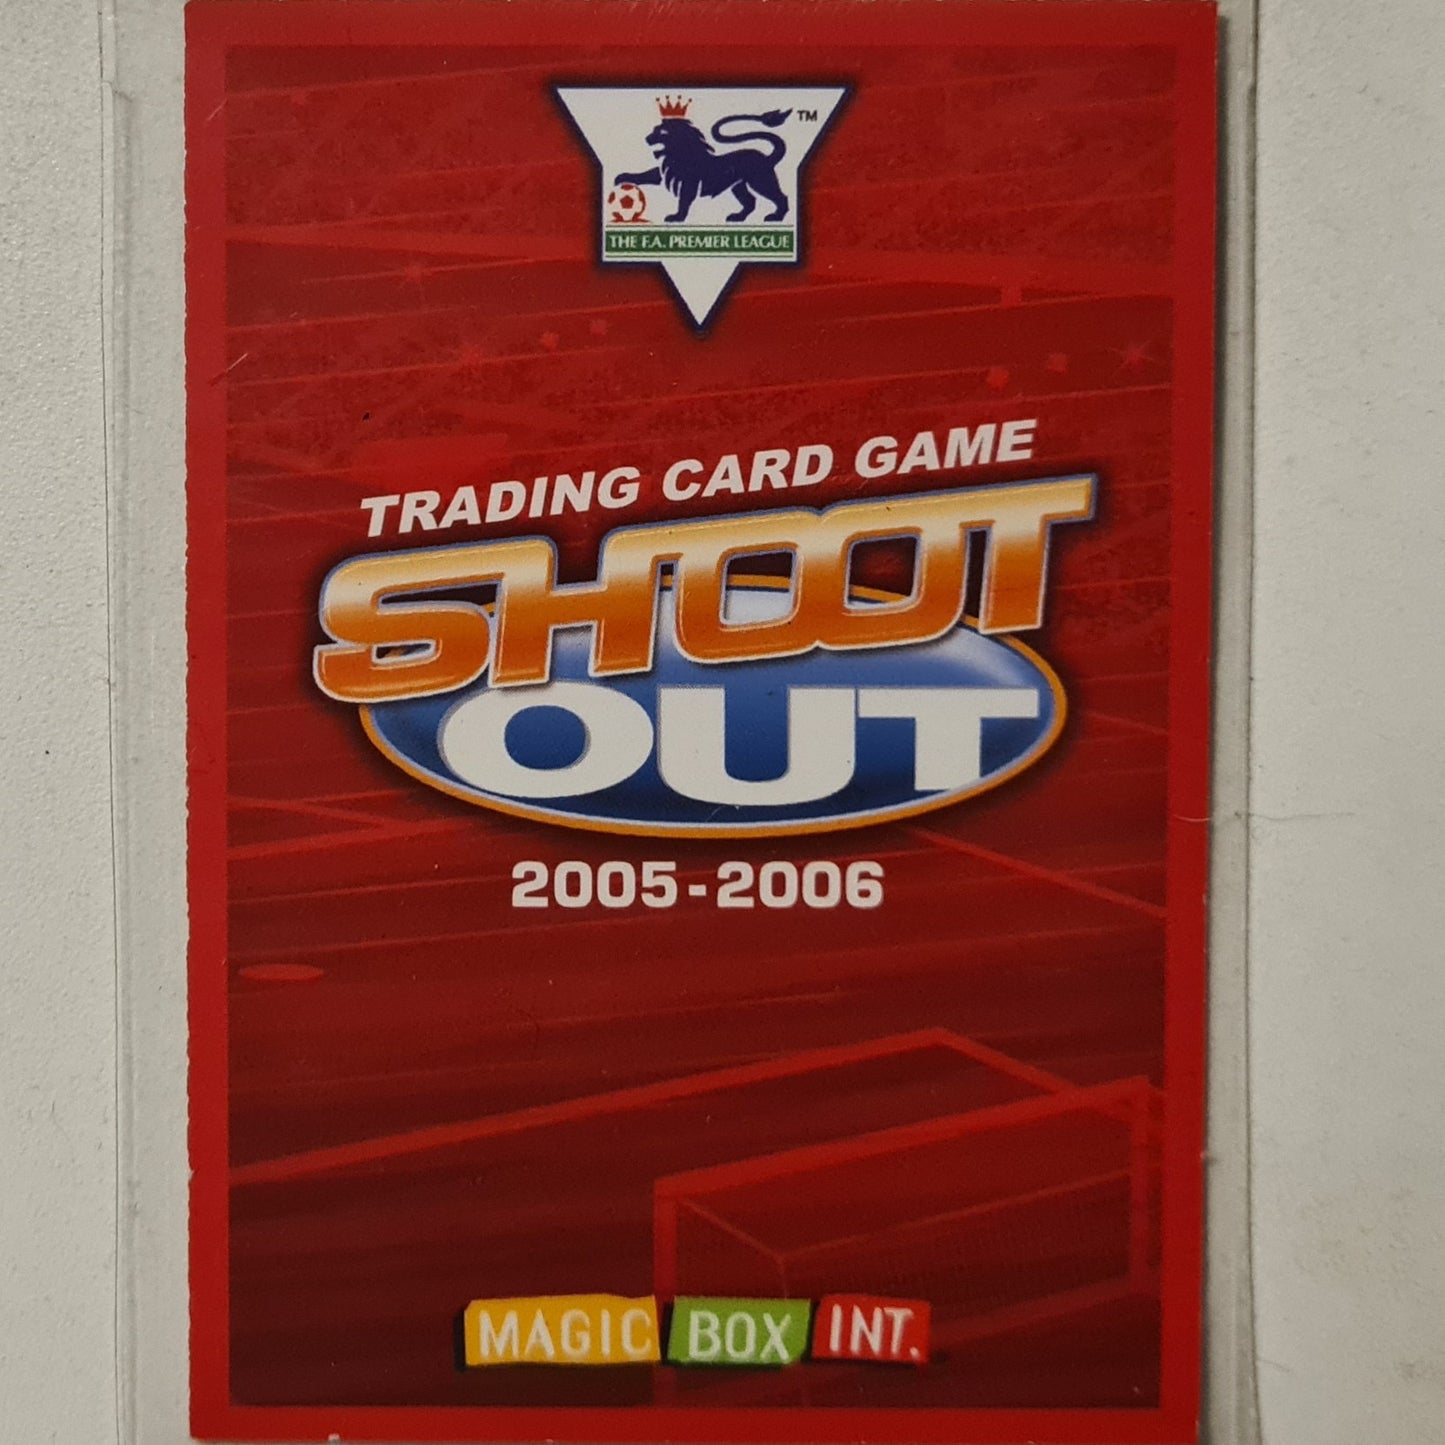 TM
THE F.A. PREMIER LEAGUE
TRADING CARD GAME
SHOOT
OUT
2005-2006
MAGIC BOX INT.